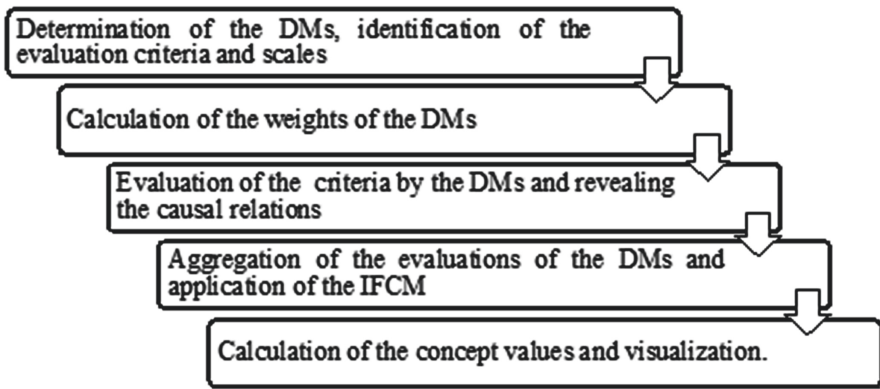 Determination of the DMs, identification of the
evaluation criteria and scales
Calculation of the weights of the DMs
Evaluation of the criteria by the DMs and revealing
the causal relations
Aggregation of the evaluations of the DMs and
application of the IFCM
Calculation of the concept values and visualization.